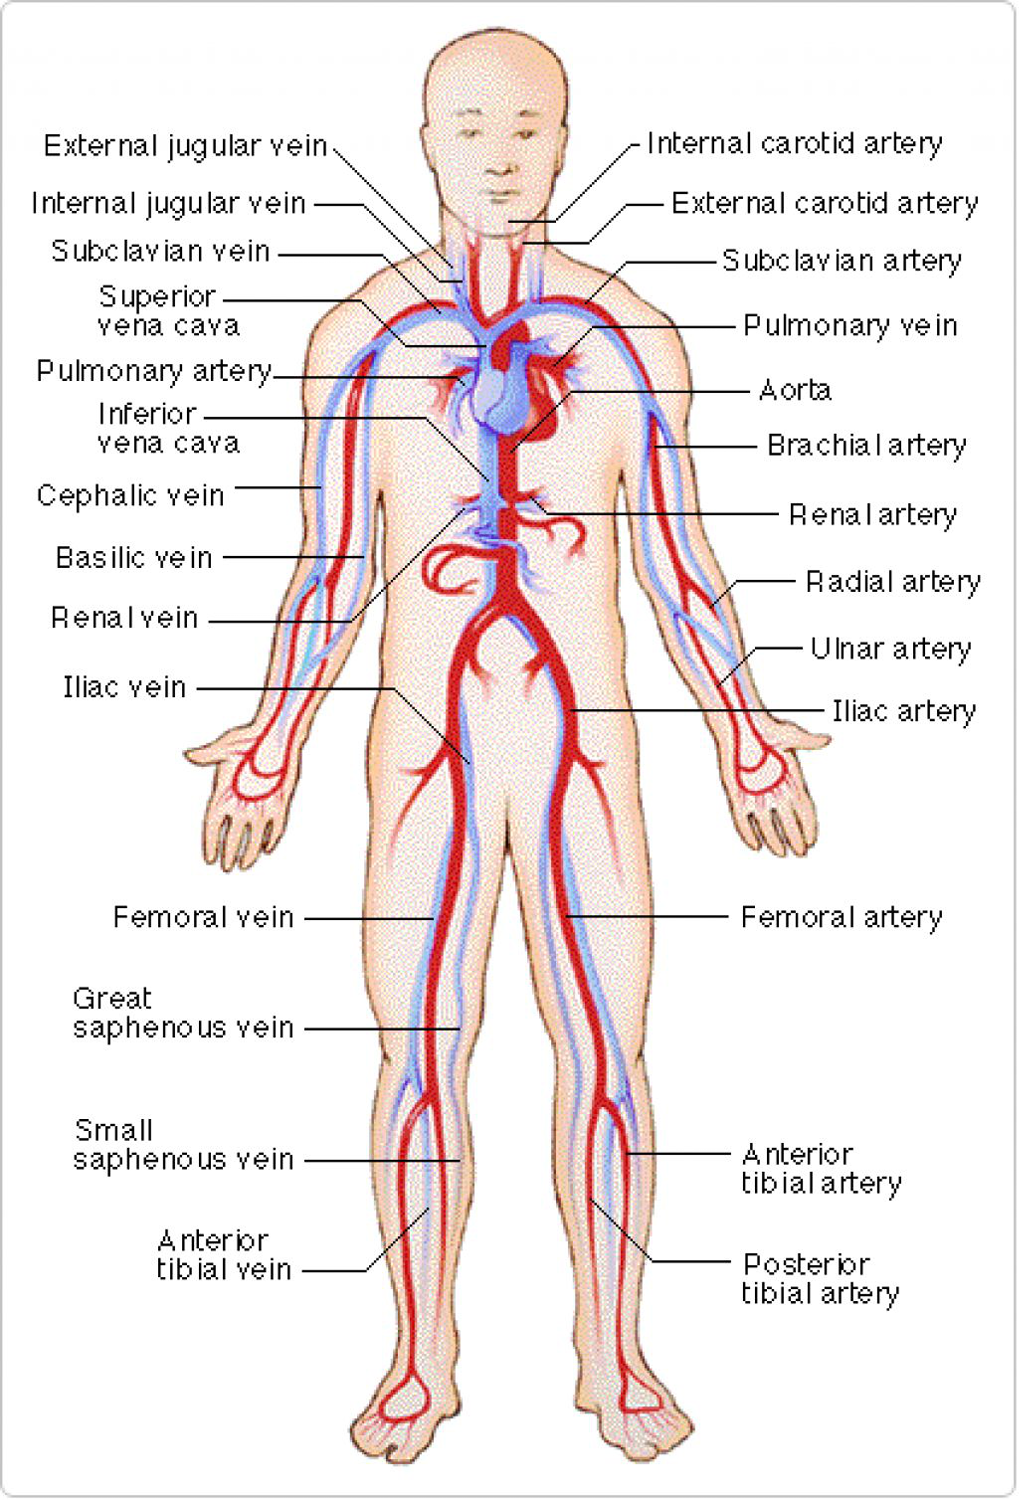 External jugular vein
Internal jugular vein
Subclavian vein
Superior
vena cava
Pulmonary artery
Inferior
vena cava
Cephalic vein
Basilic vein
Renal vein
Iliac vein
Femoral vein
Great
saphenous vein
Small
saphenous vein
Anterior
tibial vein
Internal carotid artery
External carotid artery
Subclavian artery
Pulmonary vein
Aorta
Brachial artery
Renal artery
Radial artery
Ulnar artery
Iliac artery
Femoral artery
Anterior
tibial artery
Posterior
tibial artery